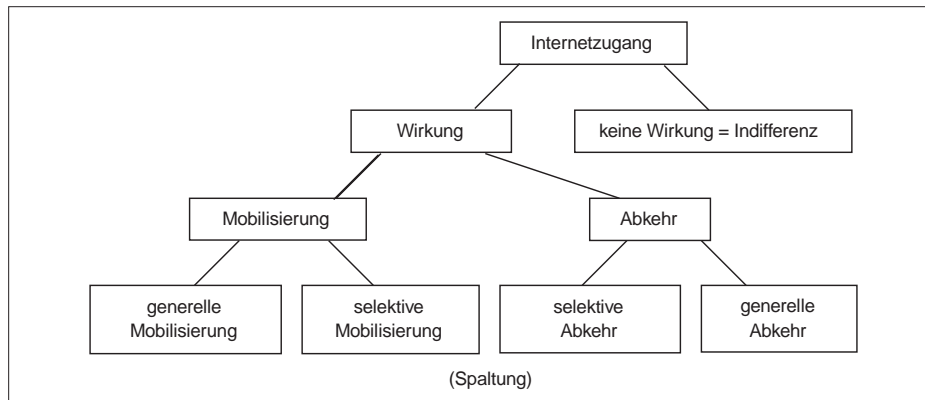 Internetzugang
Wirkung
keine Wirkung = Indifferenz
Mobilisierung
Abkehr
generelle
Mobilisierung
selektive
Mobilisierung
selektive
Abkehr
generelle
Abkehr
(Spaltung)